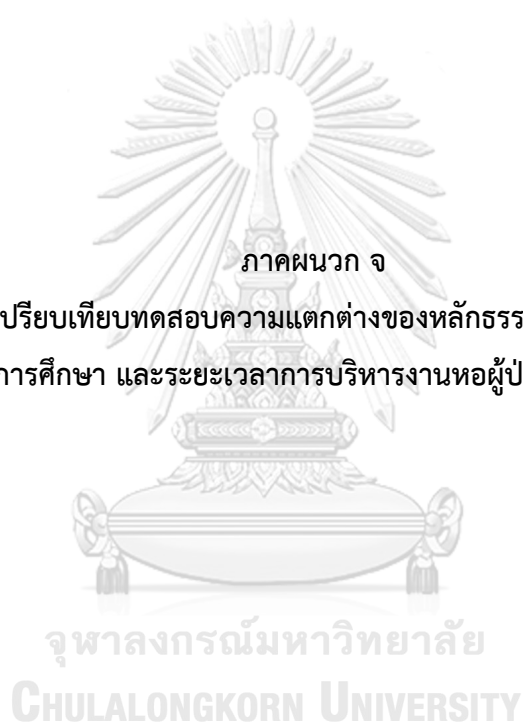 ภาคผนวก จ
เปรียบเทียบทดสอบความแตกต่างของหลักธรร
การศึกษา และระยะเวลาการบริหารงานหอผู้ป่
จุฬาลงกรณ์มหาวิทยาลัย
CHULALONGKORN UNIVERSITY